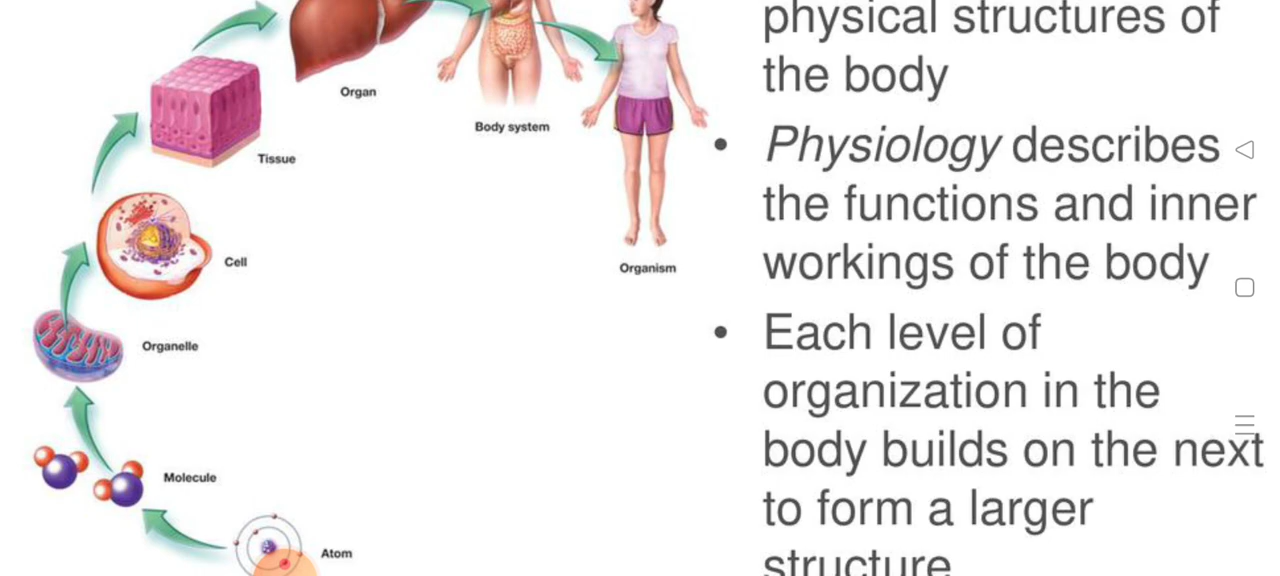 Organ
Body system
Tissue
Cell
Organism
Organelle
Molecule
Atom
physical structures of
the body
• Physiology describes
the functions and inner
workings of the body
• Each level of
organization in the
body builds on the next
to form a larger
structure